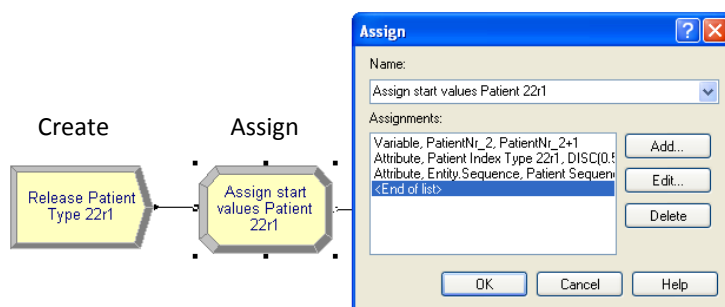 Create
Assign
Release Patient
Type 22r1
Assign start
values Patient
22r1
Assign
Name:
Assign start values Patient 22r1
Assignments:
Variable, PatientNr_2, PatientNr_2+1
Attribute, Patient Index Type 22r1, DISC(0.5
Attribute, Entity.Sequence, Patient Sequen
<End of list>
Add...
Edit...
Delete
OK
Cancel
Help